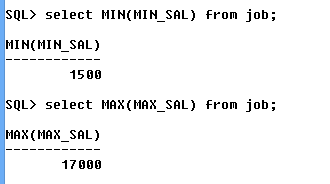 SQL> select MIN(MIN_SAL) from job;
MIN(MIN_SAL)
------------
1500
SQL> select MAX(MAX_SAL) from job;
MAX(MAX_SAL)
------------
17000